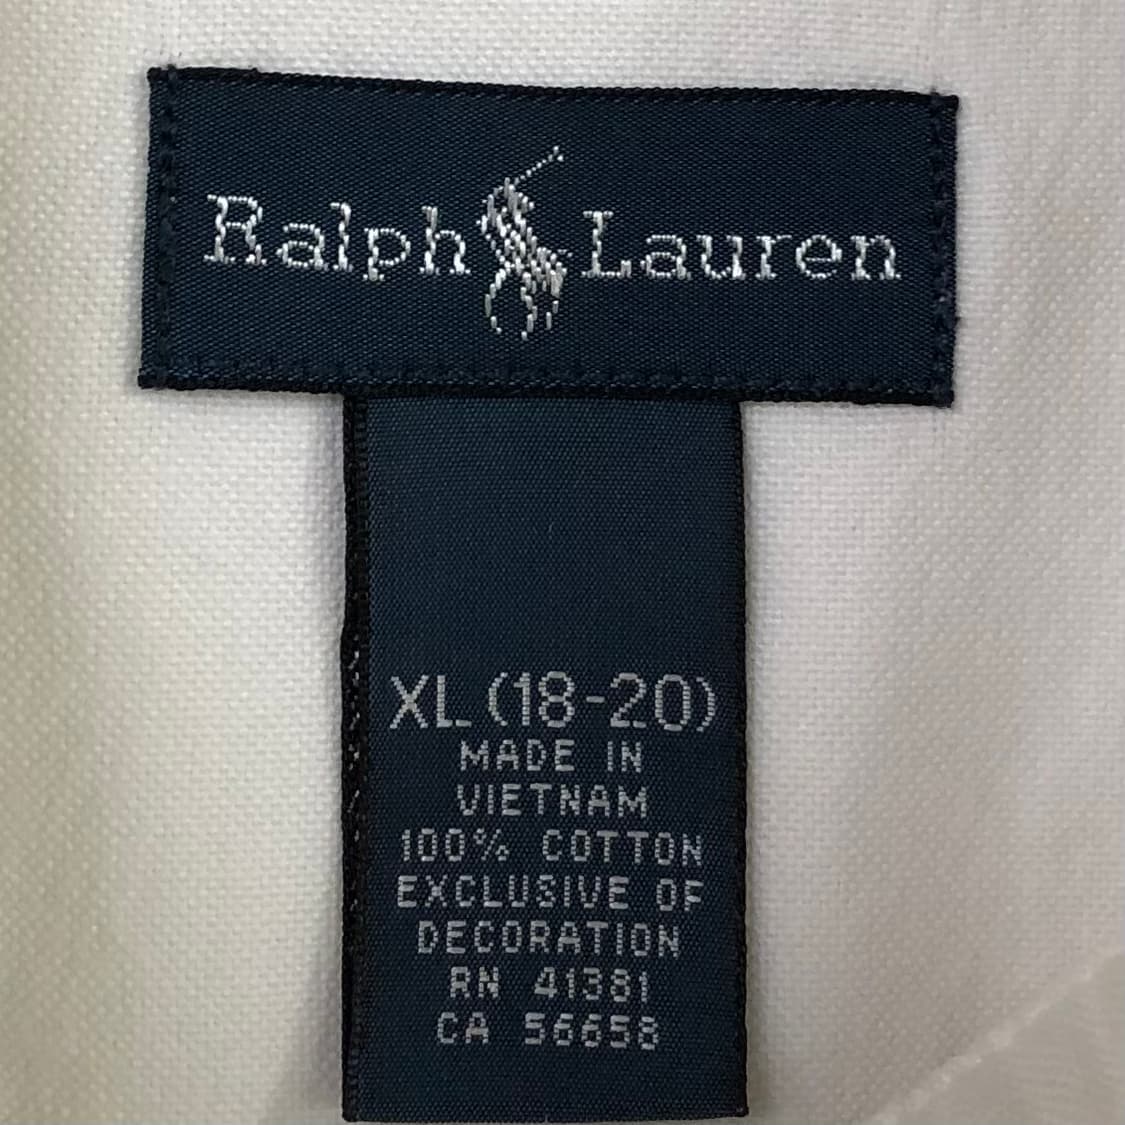 Ralph Lauren
XL (18-20)
MADE IN
VIETNAM
100% COTTON
EXCLUSIVE OF
DECORATION
RN 41381
CA 56658